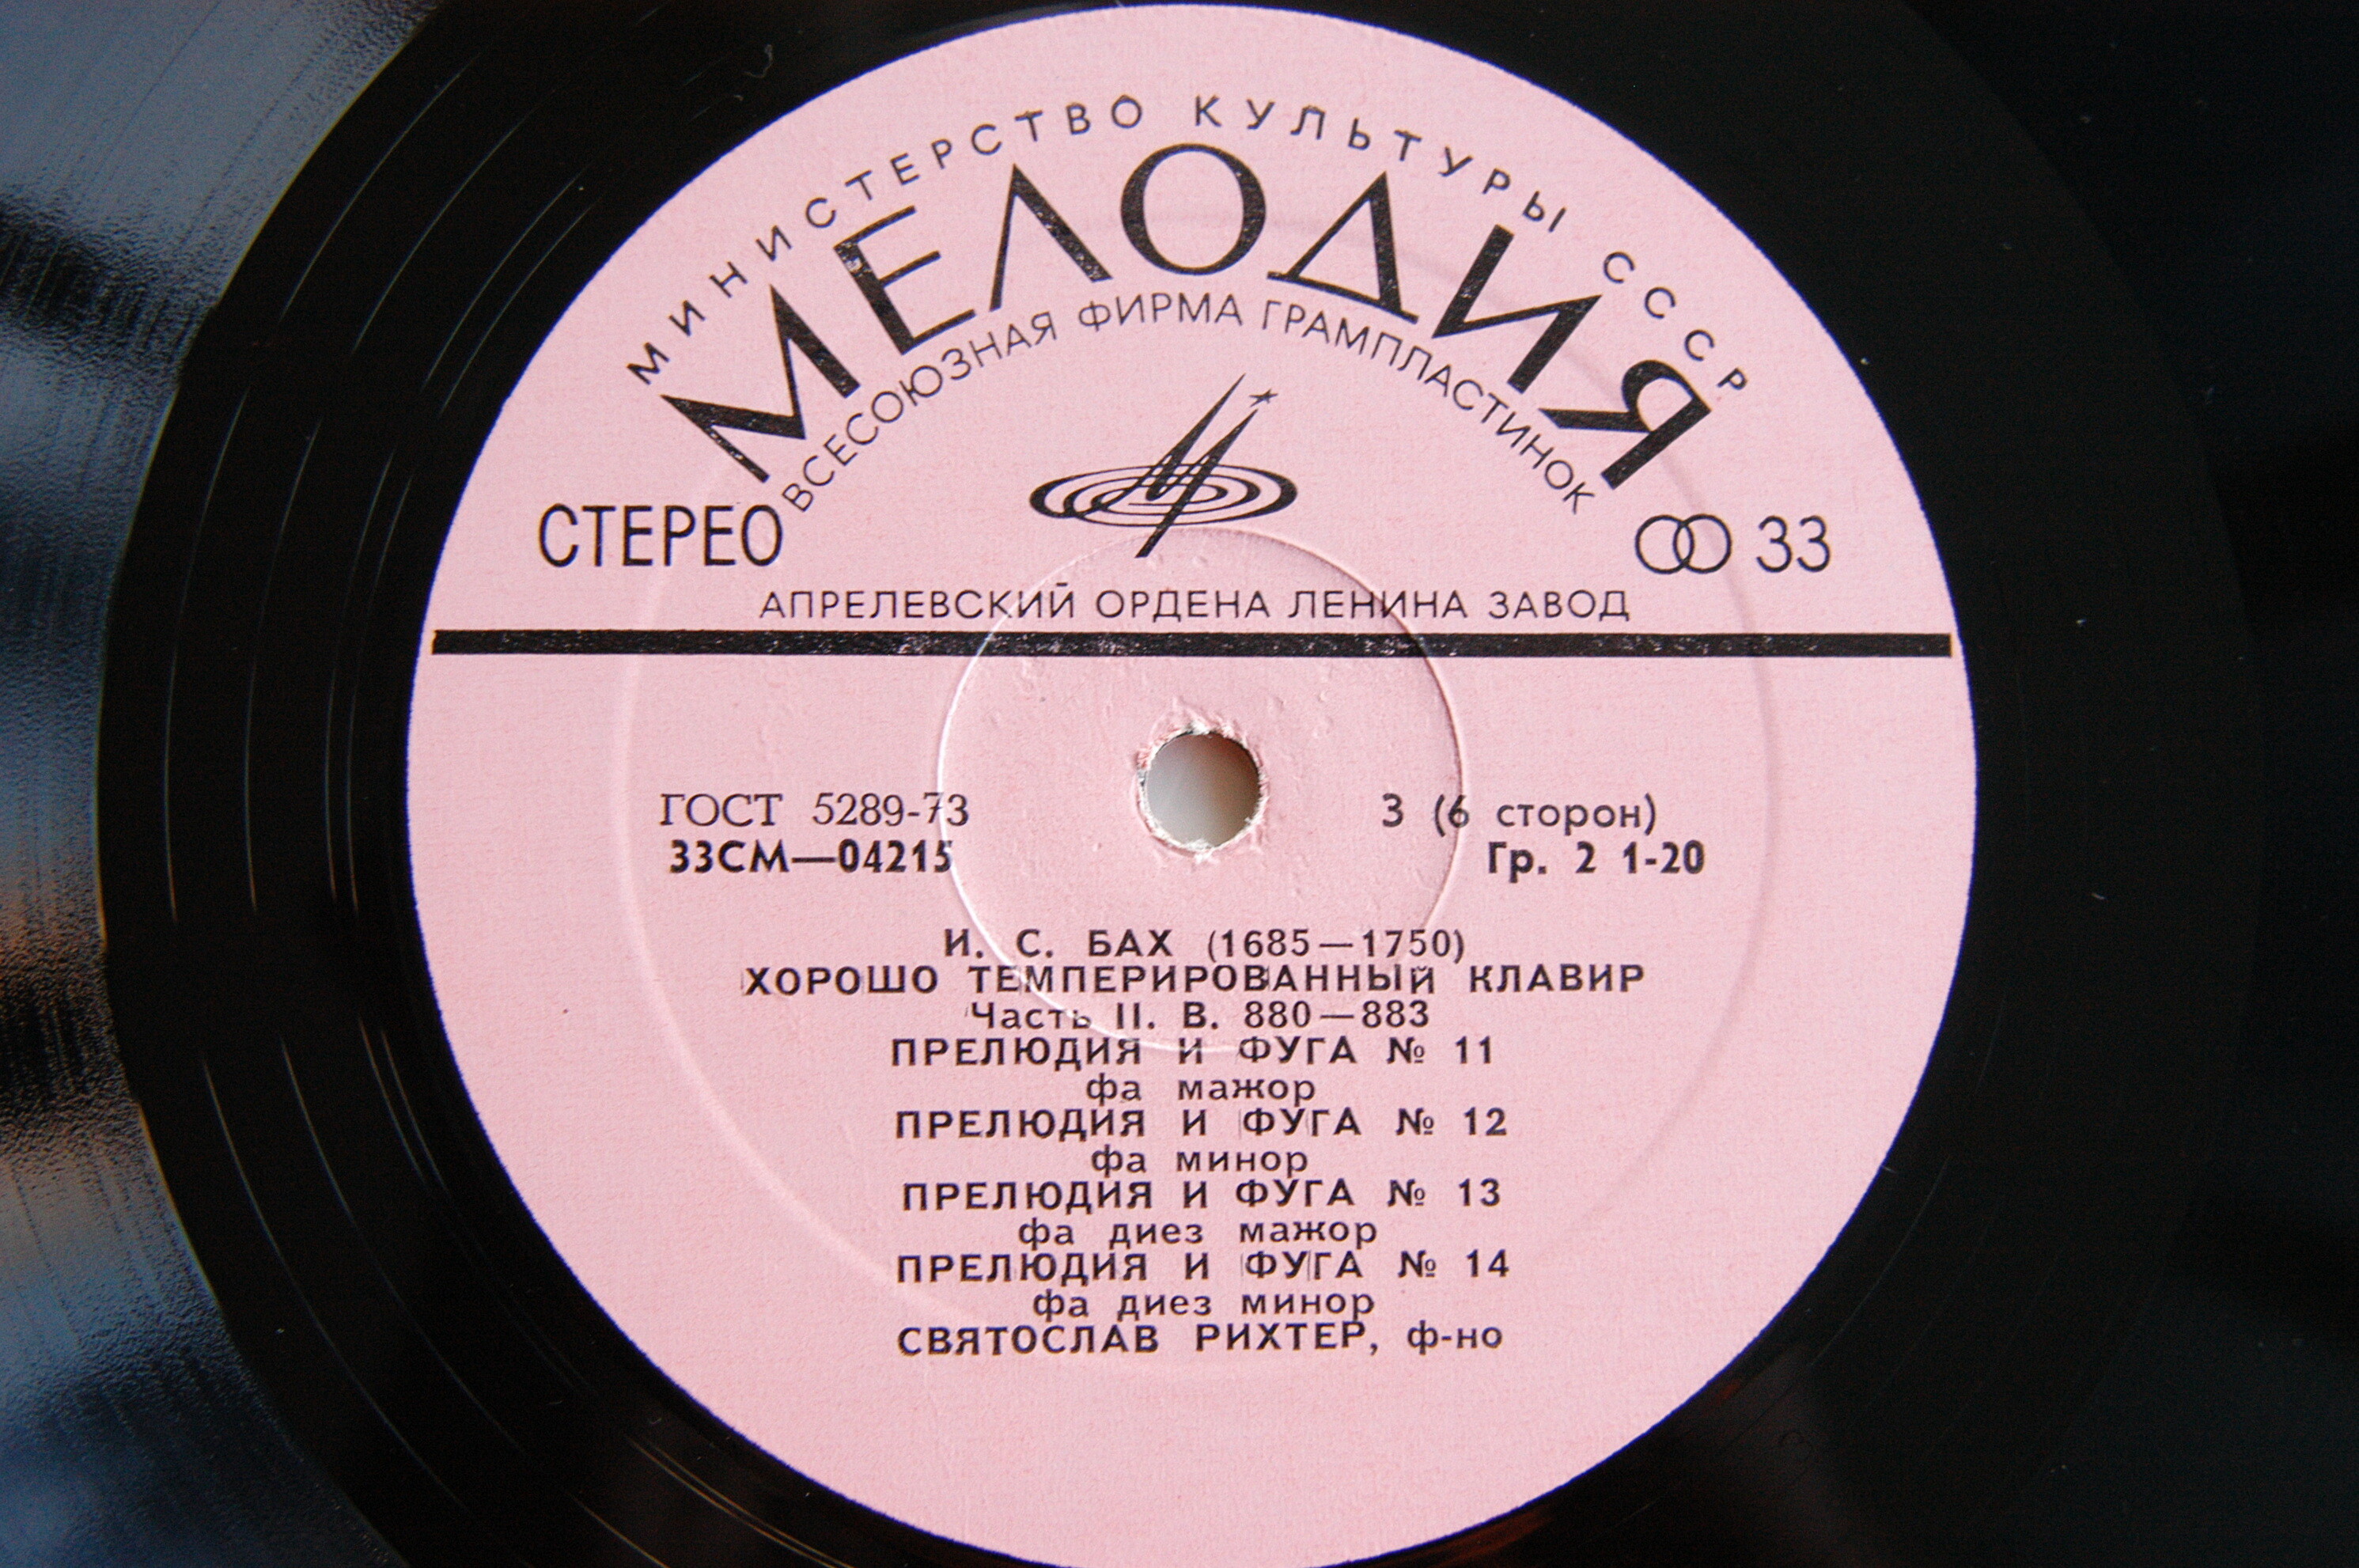 МИНИСТЕРСТВО КУЛЬТУРЫ СССР
МЕЛОДИЯ
ВСЕСОЮЗНАЯ ФИРМА ГРАМПЛАСТИНОК
СТЕРЕО 33
АПРЕЛЕВСКИЙ ОРДЕНА ЛЕНИНА ЗАВОД
ГОСТ 5289-73 3 (6 сторон)
33СМ—04215 Гр. 2 1-20
И. С. БАХ (1685—1750)
ХОРОШО ТЕМПЕРИРОВАННЫЙ КЛАВИР
Часть II. В. 880—883
ПРЕЛЮДИЯ И ФУГА № 11
фа мажор
ПРЕЛЮДИЯ И ФУГА № 12
фа минор
ПРЕЛЮДИЯ И ФУГА № 13
фа диез мажор
ПРЕЛЮДИЯ И ФУГА № 14
фа диез минор
СВЯТОСЛАВ РИХТЕР, ф-но